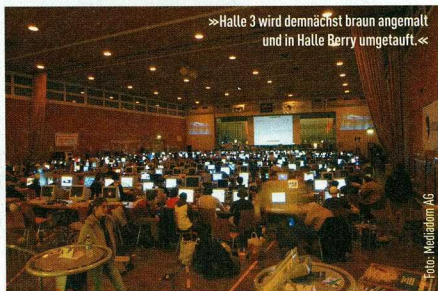 »Halle 3 wird demnächst braun angemalt
und in Halle Berry umgetauft.«
Foto: Mediadom AG